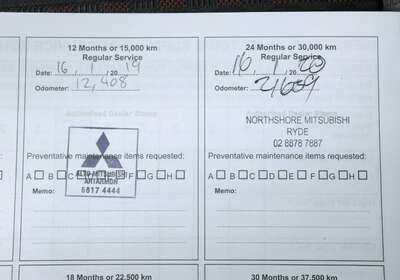 12 Months or 15,000 km
Regular Service
Date: 16 / 1 / 20 19
Odometer: 12,408
Preventative maintenance items requested:
A B C D E F G H
Memo:
ALTO MITSUBISHI
ARTARMON
8817 4444
24 Months or 30,000 km
Regular Service
Date: 16 / 1 / 20 20
Odometer:
NORTHSHORE MITSUBISHI
RYDE
02 8878 7887
Preventative maintenance items requested:
A B C D E F G H
Memo:
18 Months or 22,500 km
30 Months or 37,500 km